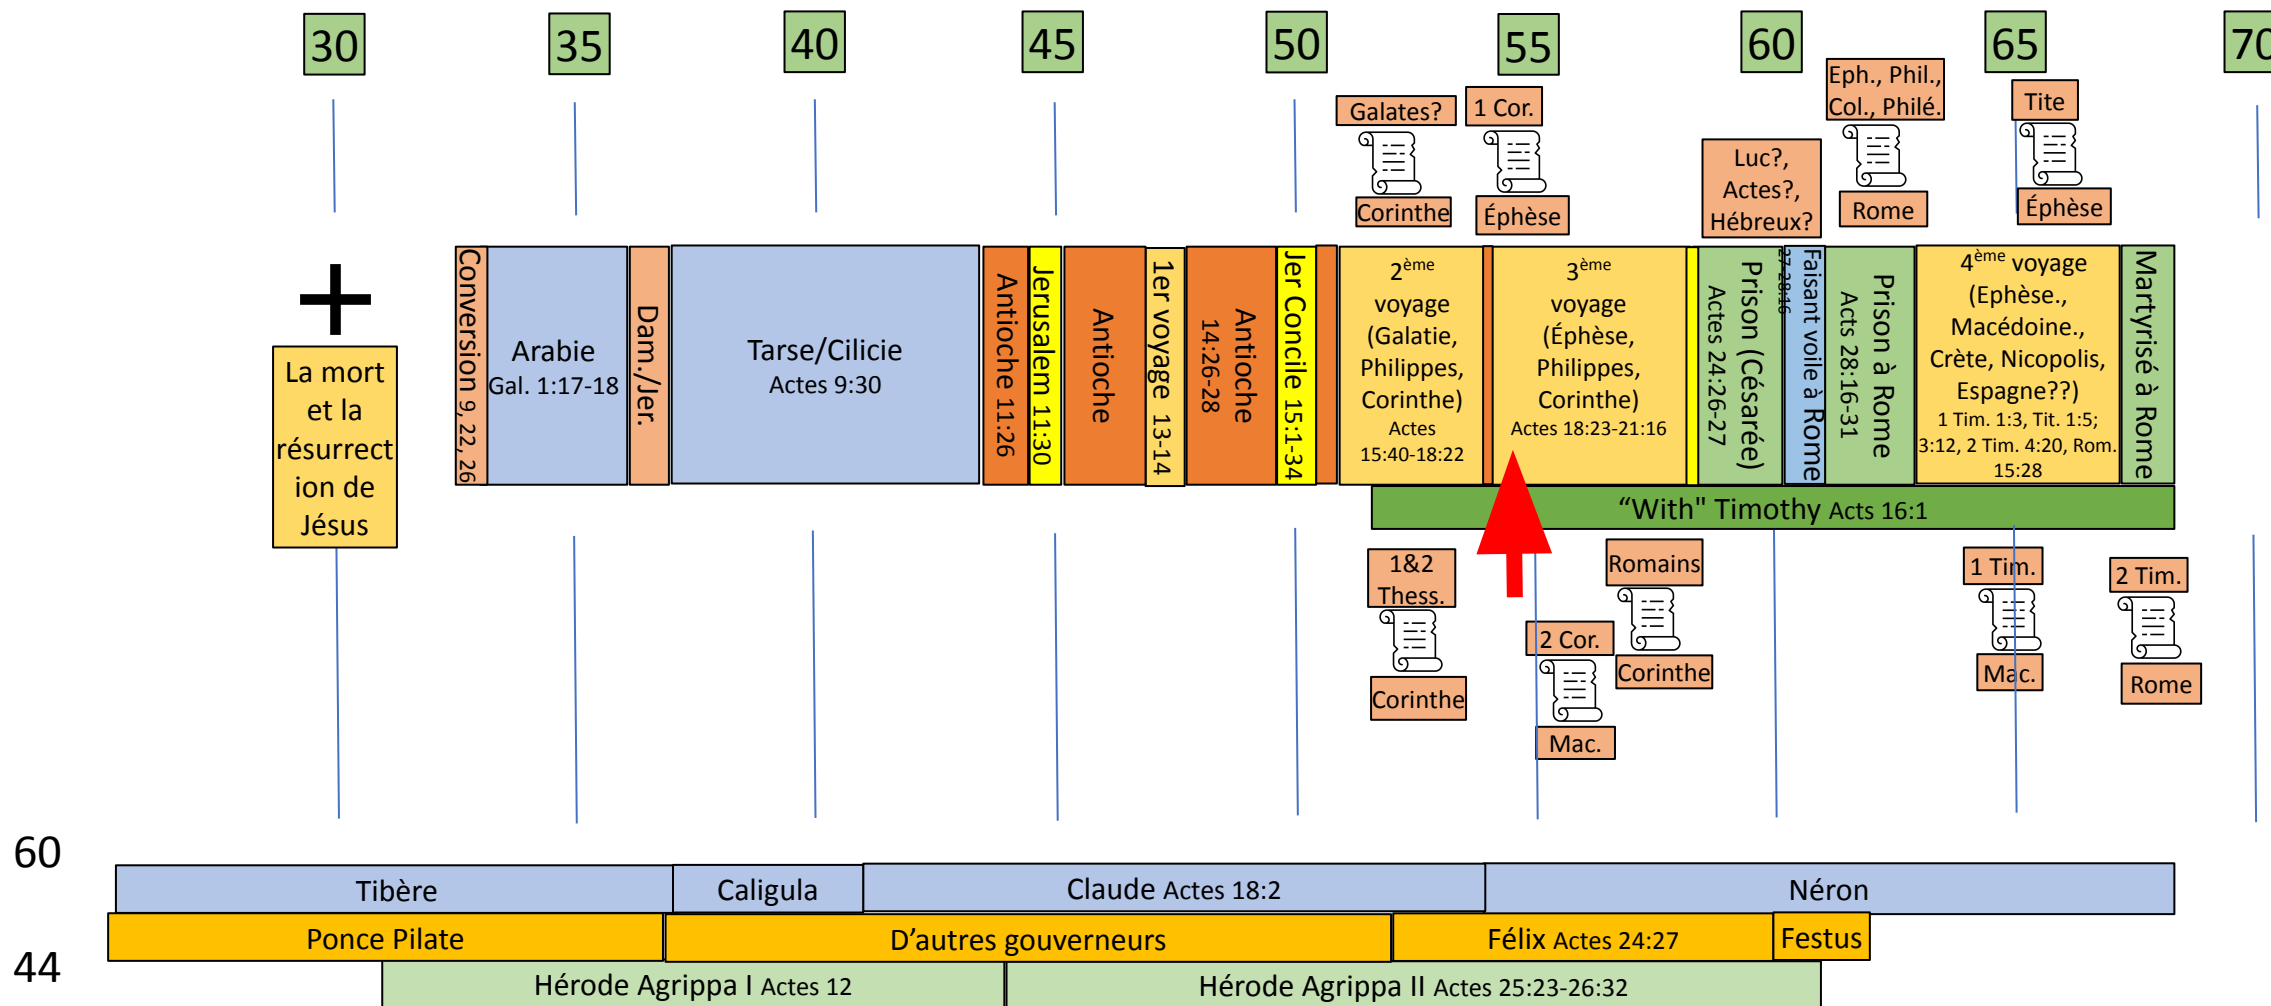 30
35
40
45
50
55
60
65
70
Galates?
Corinthe
1 Cor.
Éphèse
Luc?,
Actes?,
Hébreux?
Eph., Phil.,
Col., Philé.
Rome
Tite
Éphèse
La mort
et la
résurrect
ion de
Jésus
Conversion 9, 22, 26
Arabie
Gal. 1:17-18
Dam./Jer.
Tarse/Cilicie
Actes 9:30
Antioche 11:26
Jerusalem 11:30
Antioche
1er voyage 13-14
Antioche
14:26-28
Jer Concile 15:1-34
2ème
voyage
(Galatie,
Philippes,
Corinthe)
Actes
15:40-18:22
3ème
voyage
(Éphèse,
Philippes,
Corinthe)
Actes 18:23-21:16
Prison (Césarée)
Actes 24:26-27
Faisant voile à Rome
27-28:16
Prison à Rome
Acts 28:16-31
4ème voyage
(Ephèse.,
Macédoine.,
Crète, Nicopolis,
Espagne??)
1 Tim. 1:3, Tit. 1:5;
3:12, 2 Tim. 4:20, Rom.
15:28
Martyrisé à Rome
“With" Timothy Acts 16:1
1&2
Thess.
Corinthe
2 Cor.
Mac.
Romains
Corinthe
1 Tim.
Mac.
2 Tim.
Rome
60
Tibère
Caligula
Claude Actes 18:2
Néron
Ponce Pilate
D’autres gouverneurs
Félix Actes 24:27
Festus
44
Hérode Agrippa I Actes 12
Hérode Agrippa II Actes 25:23-26:32